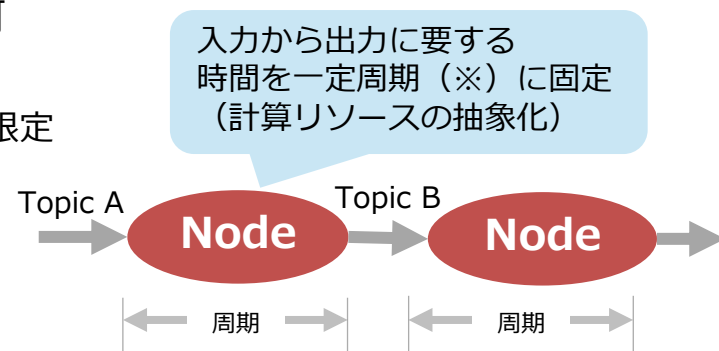 入力から出力に要する
時間を一定周期（※）に固定
（計算リソースの抽象化）
限定
Topic A
Topic B
Node
Node
周期
周期